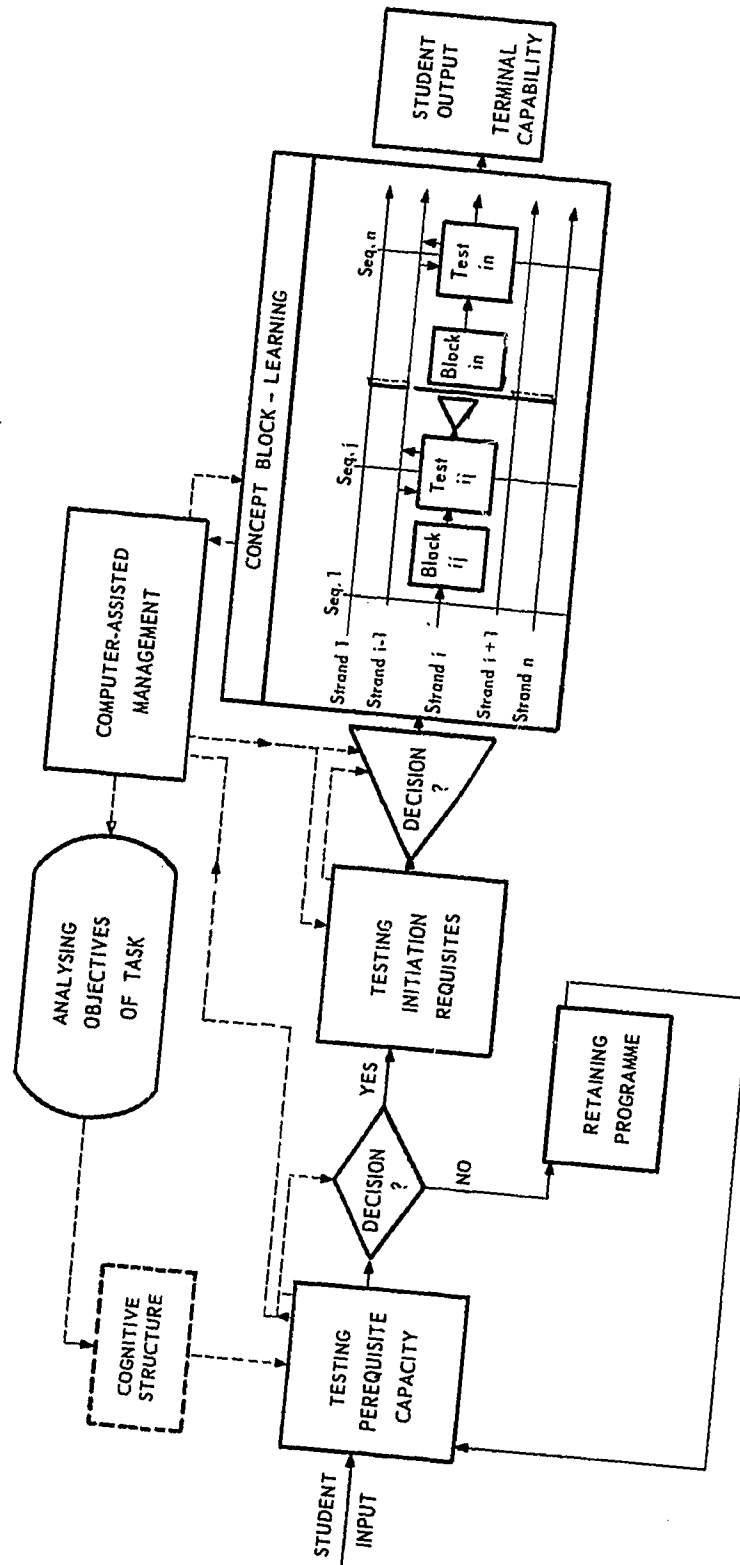 STUDENT
INPUT
TESTING
PEREQUISITE
CAPACITY
COGNITIVE
STRUCTURE
ANALYSING
OBJECTIVES
OF TASK
COMPUTER-ASSISTED
MANAGEMENT
DECISION
?
YES
NO
RETAINING
PROGRAMME
TESTING
INITIATION
REQUISITES
DECISION
?
CONCEPT BLOCK - LEARNING
Seq. 1
Seq. j
Seq. n
Strand 1
Strand i-1
Strand i
Strand i + 1
Strand n
Block
ij
Test
ij
Block
in
Test
in
STUDENT
OUTPUT
TERMINAL
CAPABILITY